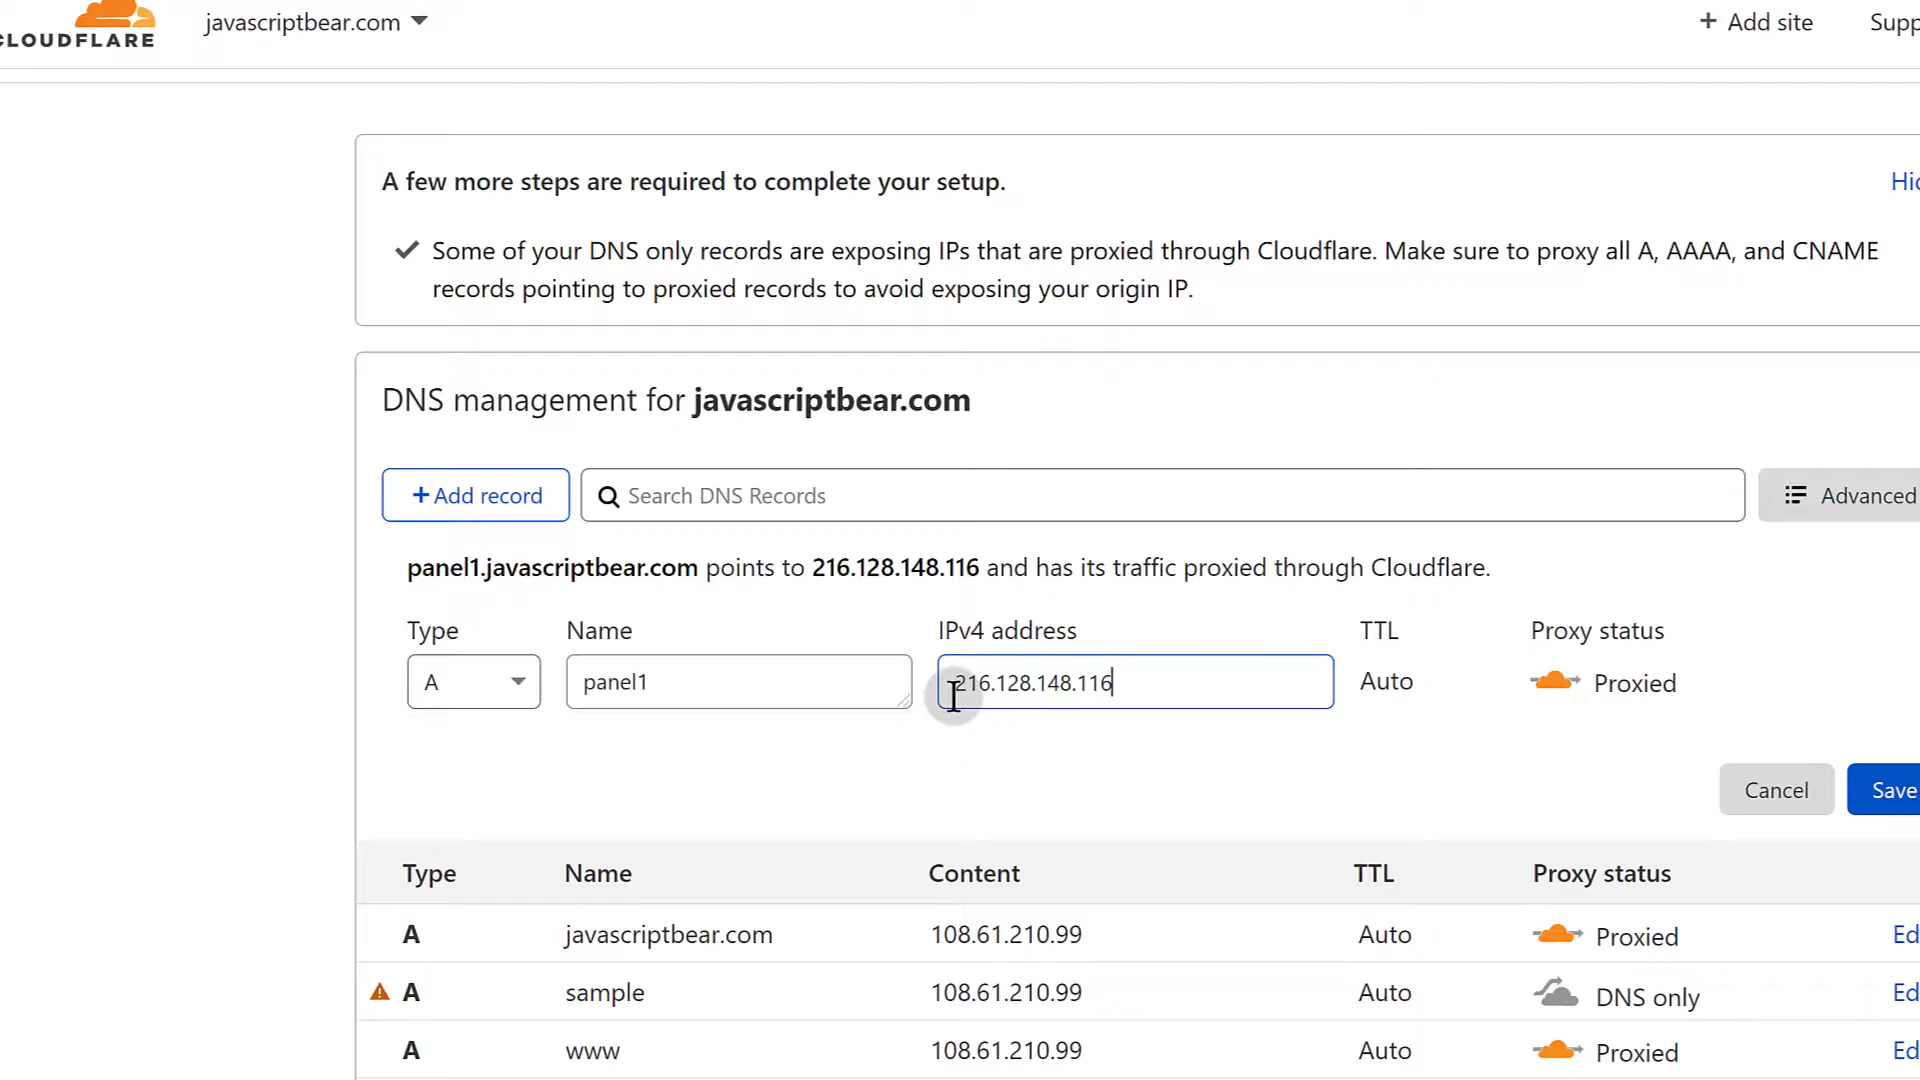 CLOUDFLARE
javascriptbear.com
+ Add site
Supp
A few more steps are required to complete your setup.
Hid
Some of your DNS only records are exposing IPs that are proxied through Cloudflare. Make sure to proxy all A, AAAA, and CNAME
records pointing to proxied records to avoid exposing your origin IP.
DNS management for javascriptbear.com
+ Add record
Search DNS Records
Advanced
panel1.javascriptbear.com points to 216.128.148.116 and has its traffic proxied through Cloudflare.
Type Name IPv4 address TTL Proxy status
A panel1 216.128.148.116 Auto Proxied
Cancel Save
Type Name Content TTL Proxy status
A javascriptbear.com 108.61.210.99 Auto Proxied Ed
A sample 108.61.210.99 Auto DNS only Ed
A www 108.61.210.99 Auto Proxied Ed